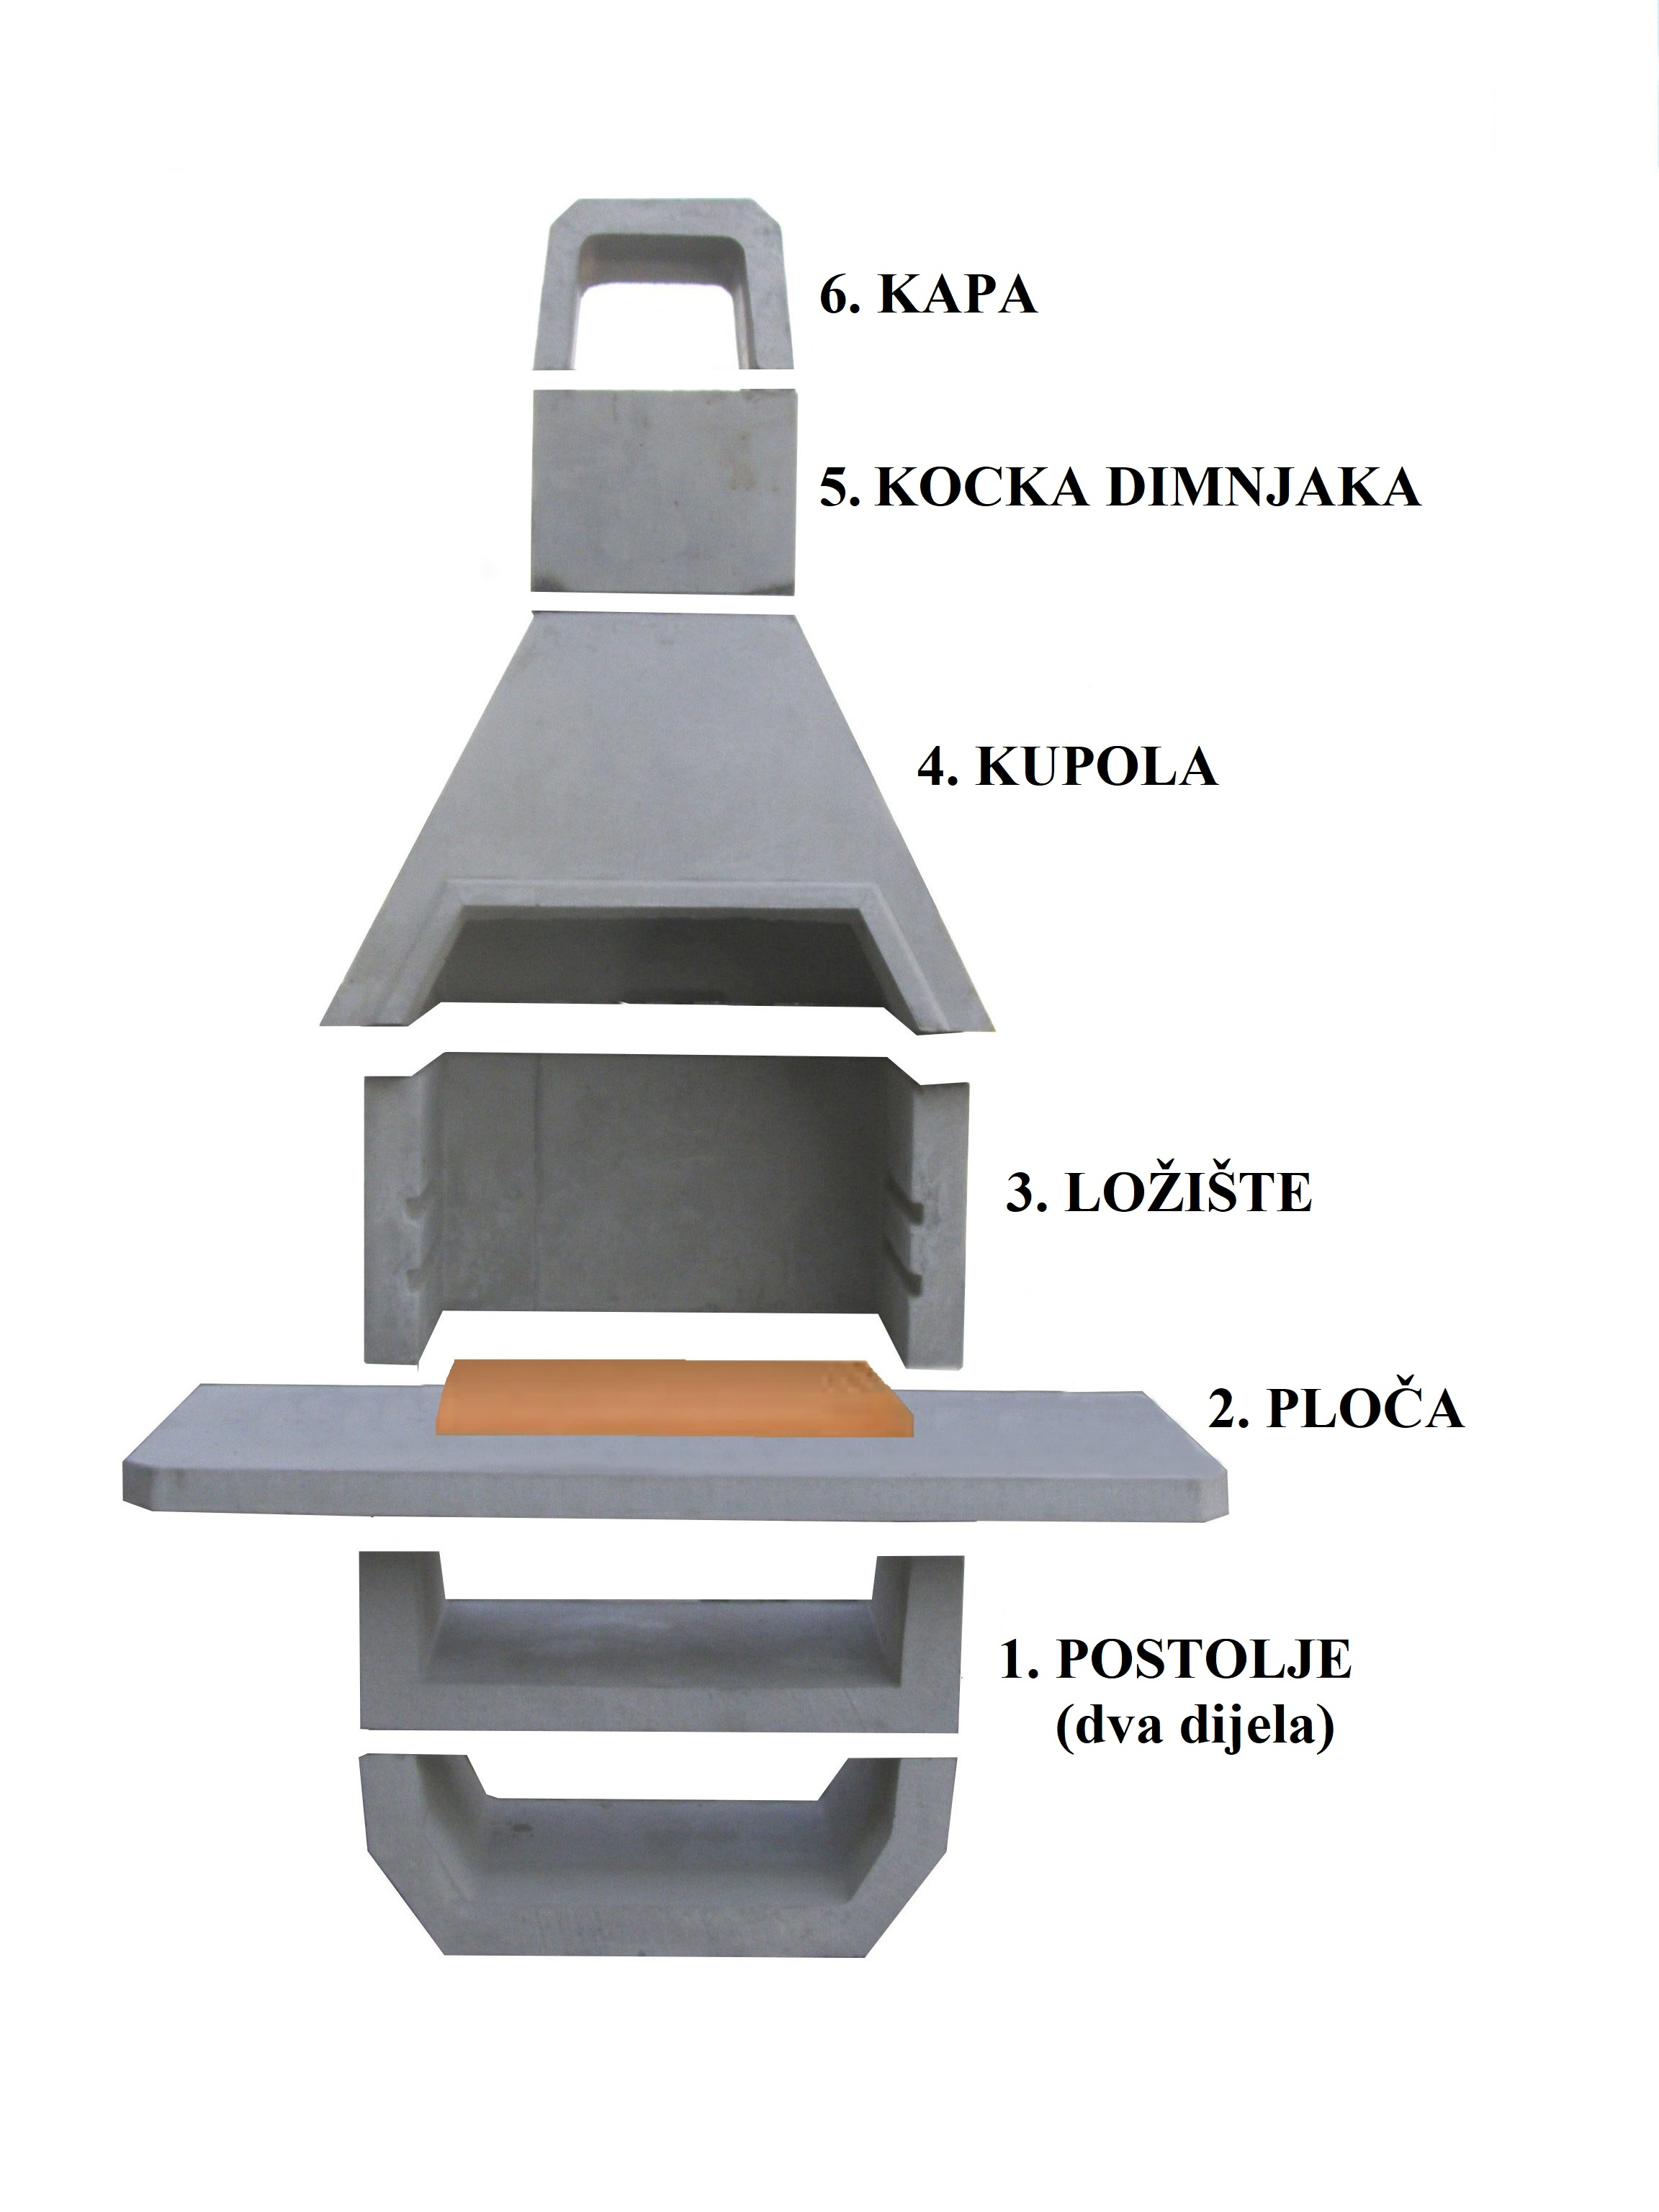 6. KAPA
5. KOCKA DIMNJAKA
4. KUPOLA
3. LOŽIŠTE
2. PLOČA
1. POSTOLJE
(dva dijela)